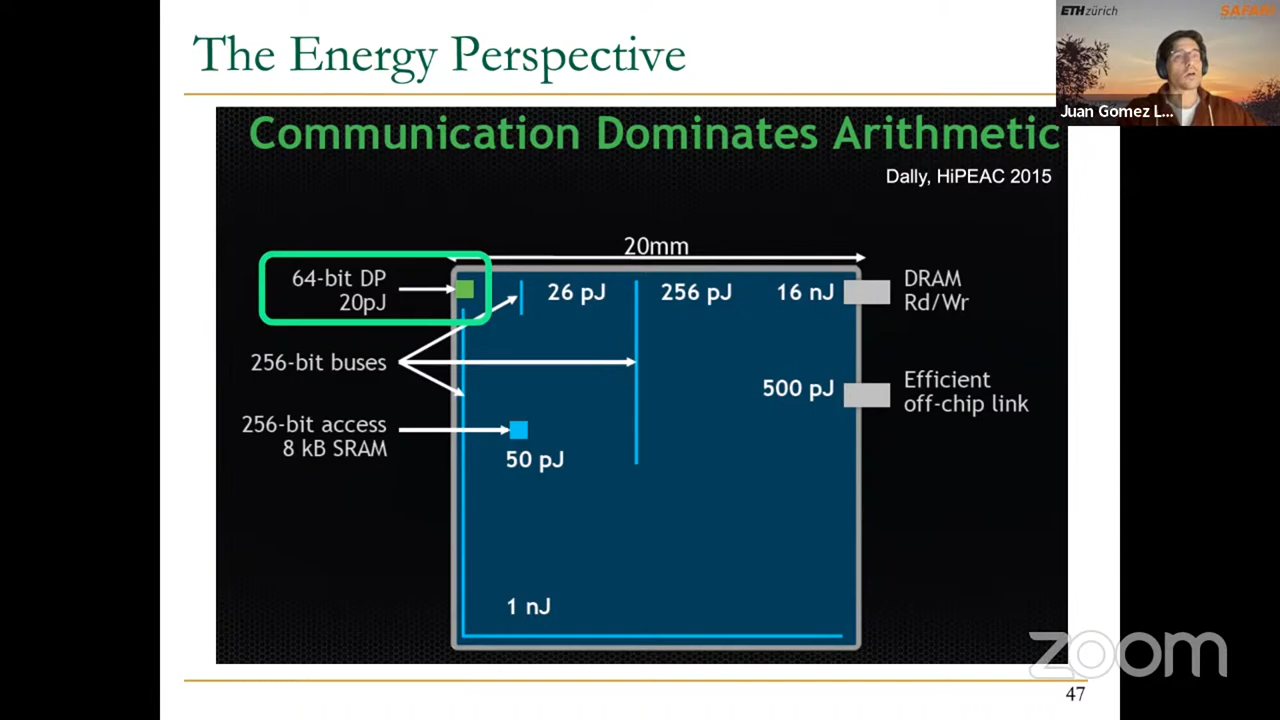 The Energy Perspective
ETH zürich
SAFARI
Juan Gomez L...
Communication Dominates Arithmetic
Dally, HiPEAC 2015
20mm
64-bit DP
20pJ
26 pJ
256 pJ
16 nJ
DRAM
Rd/Wr
256-bit buses
500 pJ
Efficient
off-chip link
256-bit access
8 kB SRAM
50 pJ
1 nJ
zoom
47